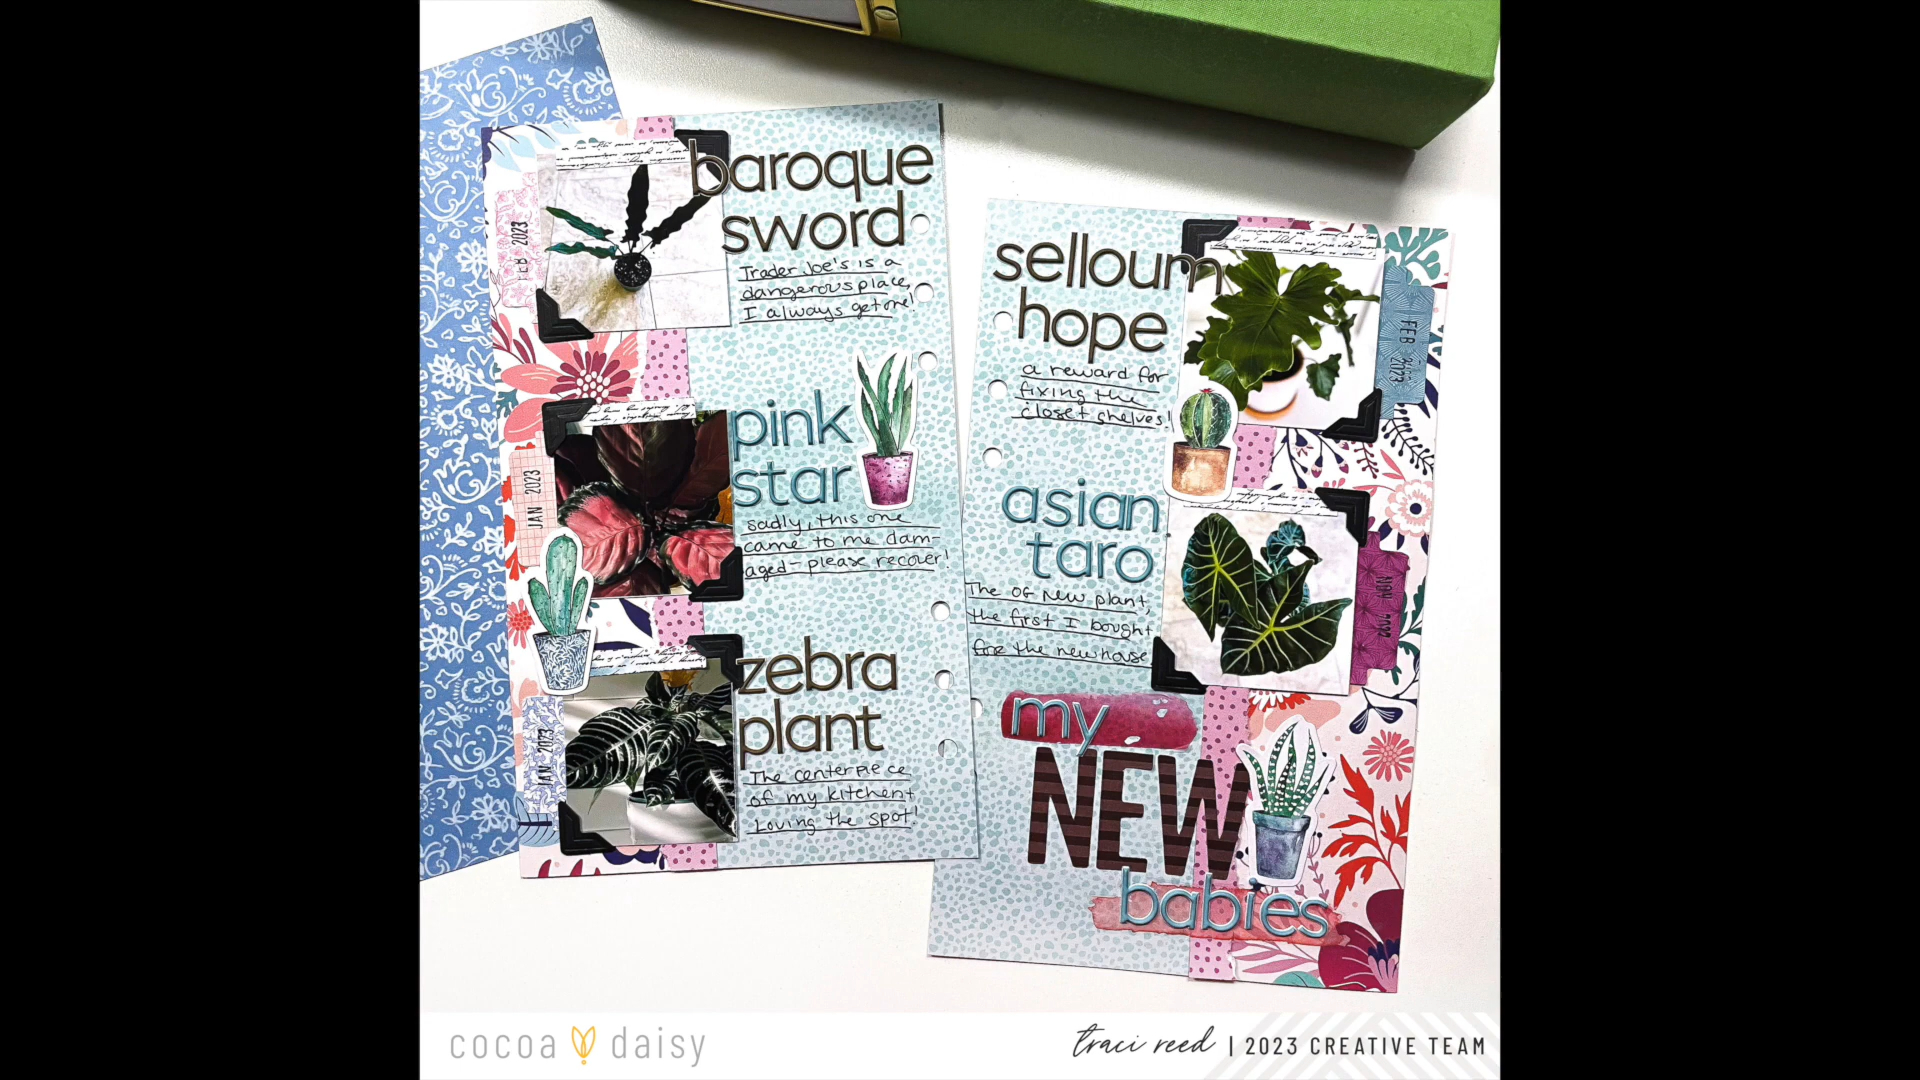 baroque
sword
FEB 2023
Trader Joe's is a
dangerous place,
I always get one!
pink
star
JAN 2023
sadly, this one
came to me dam-
aged - please recover!
zebra
plant
JAN 2023
The centerpiece
of my kitchen!
Loving the spot!
selloum
hope
FEB 2023
a reward for
fixing the
closet shelves!
asian
taro
NOV 2022
The OG New plant,
the first I bought
for the new house
my
NEW
babies
cocoa daisy
traci reed | 2023 CREATIVE TEAM